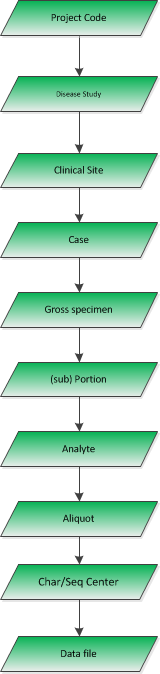 Project Code
Disease Study
Clinical Site
Case
Gross specimen
(sub) Portion
Analyte
Aliquot
Char/Seq Center
Data file